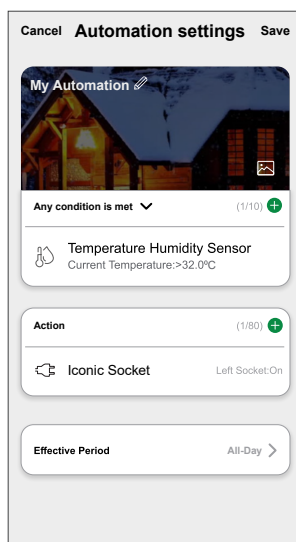 Cancel Automation settings Save
My Automation
Any condition is met (1/10)
Temperature Humidity Sensor
Current Temperature:>32.0ºC
Action (1/80)
Iconic Socket Left Socket:On
Effective Period All-Day